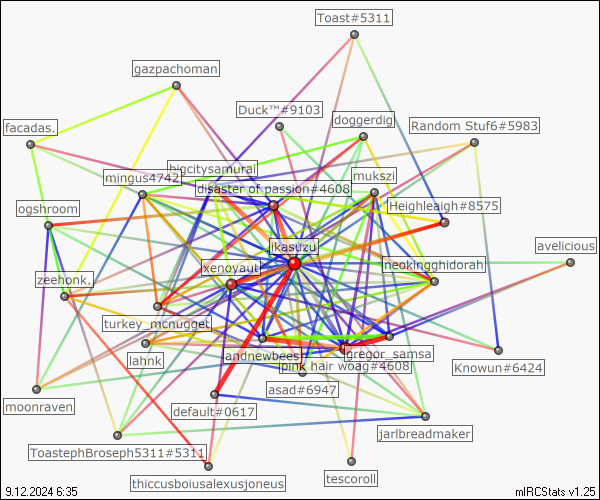 Toast#5311
gazpachoman
Duck™#9103
doggerdig
facadas.
Random Stuf6#5983
bigcitysamurai
mingus4742
mukszi
disaster of passion#4608
ogshroom
Heighleaigh#8575
ikastizu
avelicious
xenoyauti
neokingghidorah
zeehonk.
turkey_mcnugget
andnewbees
gregor_samsa
lahnk
pink hair woag#4608
Knowun#6424
asad#6947
moonraven
default#0617
jarlbreadmaker
ToastephBroseph5311#5311
tescoroll
thiccusboiusalexusjoneus
9.12.2024 6:35
mIRCStats v1.25